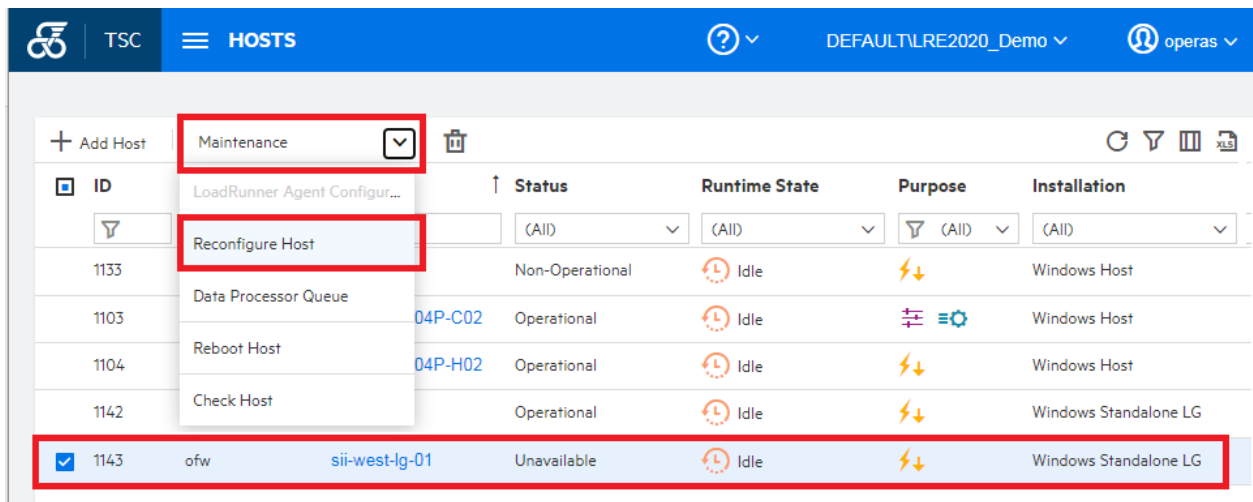 TSC HOSTS DEFAULT\LRE2020_Demo operas
Add Host Maintenance XLS
ID LoadRunner Agent Configur... Status Runtime State Purpose Installation
(All) (All) (All) (All)
Reconfigure Host
1133 Non-Operational Idle Windows Host
Data Processor Queue
1103 04P-C02 Operational Idle Windows Host
Reboot Host
1104 04P-H02 Operational Idle Windows Host
Check Host
1142 Operational Idle Windows Standalone LG
1143 ofw sii-west-lg-01 Unavailable Idle Windows Standalone LG